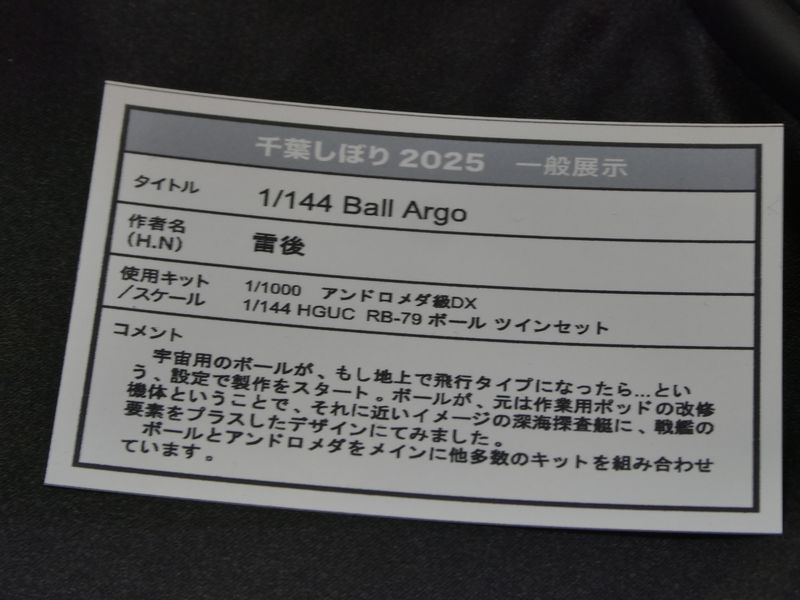 千葉しぼり 2025 一般展示
タイトル 1/144 Ball Argo
作者名
(H.N) 雷後
使用キット
/スケール
1/1000 アンドロメダ級DX
1/144 HGUC RB-79 ボール ツインセット
コメント
宇宙用のボールが、もし地上で飛行タイプになったら…とい
う、設定で製作をスタート。ボールが、元は作業用ポッドの改修
機体ということで、それに近いイメージの深海探査艇に、戦艦の
要素をプラスしたデザインにてみました。
ボールとアンドロメダをメインに他多数のキットを組み合わせ
ています。